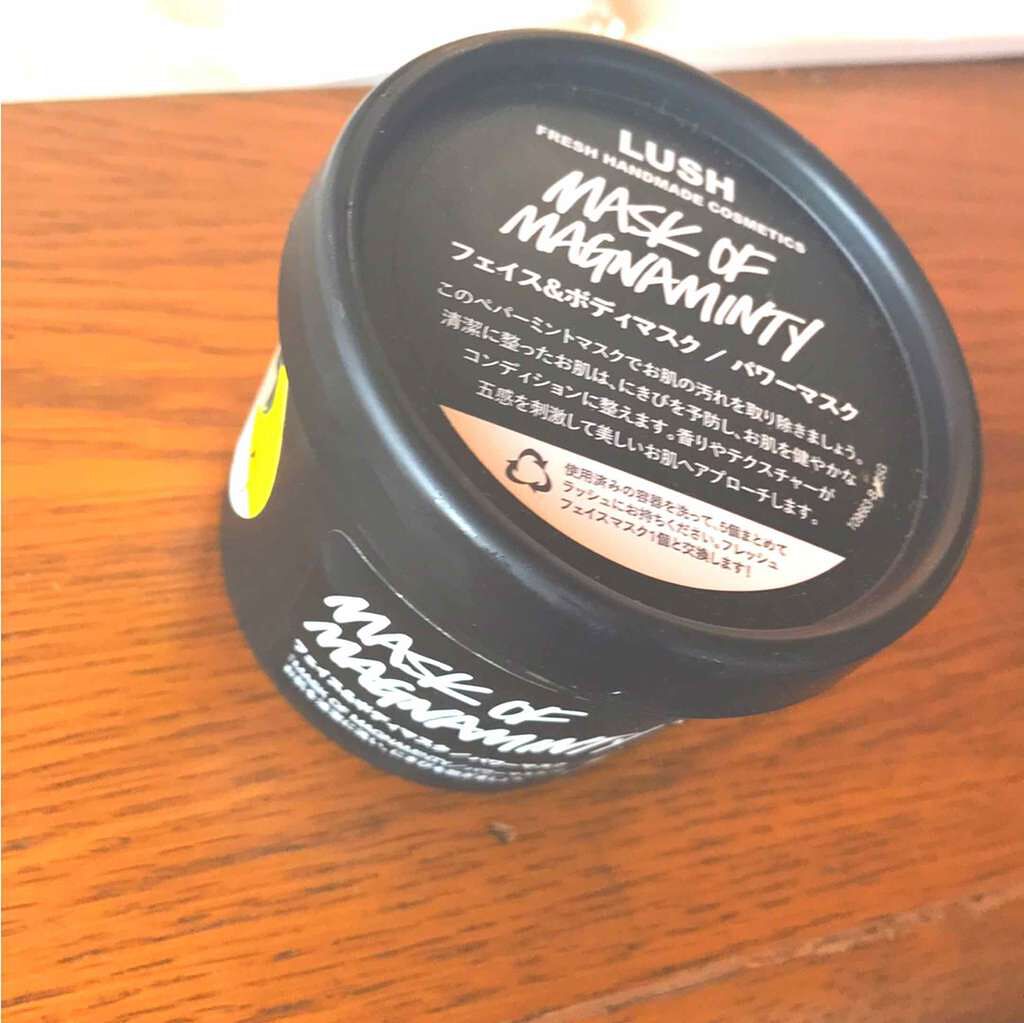 LUSH
FRESH HANDMADE COSMETICS
MASK OF
MAGNAMINTY
フェイス&ボディマスク / パワーマスク
このペパーミントマスクでお肌の汚れを取り除きましょう。
清潔に整ったお肌は、にきびを予防し、お肌を健やかな
コンディションに整えます。香りやテクスチャーが
五感を刺激して美しいお肌へアプローチします。
使用済みの容器を洗って、5個まとめて
ラッシュにお持ちください。フレッシュ
フェイスマスク1個と交換します!
MASK OF